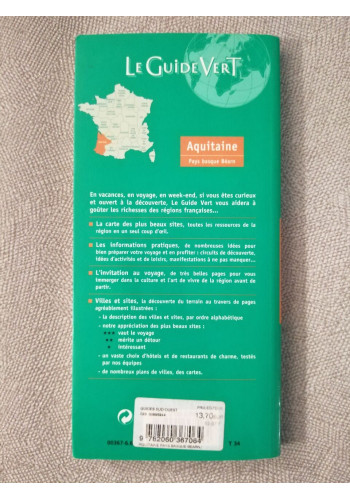 LE GUIDE VERT
Aquitaine
Pays basque Béarn
En vacances, en voyage, en week-end, si vous êtes curieux
et ouvert à la découverte, Le Guide Vert vous aidera à
goûter les richesses des régions françaises...
La carte des plus beaux sites, toutes les ressources de la
région en un seul coup d'œil.
Les informations pratiques, de nombreuses idées pour
bien préparer votre voyage et en profiter : circuits de découverte,
idées d'activités et de loisirs, manifestations à ne pas manquer...
L'invitation au voyage, de très belles pages pour vous
immerger dans la culture et l'art de vivre de la région avant de
partir.
Villes et sites, la découverte du terrain au travers de pages
agréablement illustrées :
- la description des villes et sites, par ordre alphabétique
- notre appréciation des plus beaux sites :
★★★ vaut le voyage
★★ mérite un détour
★ intéressant
- un vaste choix d'hôtels et de restaurants de charme, testés
par nos équipes
- de nombreux plans de villes, des cartes.
13,70
9 782060 367064
T 24